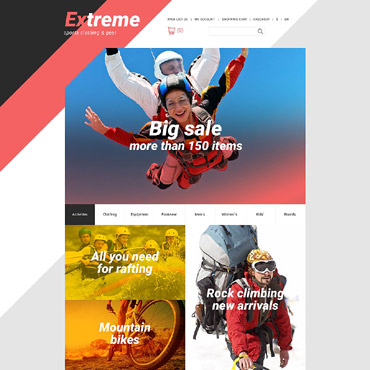 Extreme
sports clothing & gear
WISH LIST (0) | MY ACCOUNT | SHOPPING CART | CHECKOUT
(0)
Big sale
more than 150 items
Activities Clothing Equipment Footwear Men's Women's Kids' Brands
All you need
for rafting
Rock climbing
new arrivals
Mountain
bikes